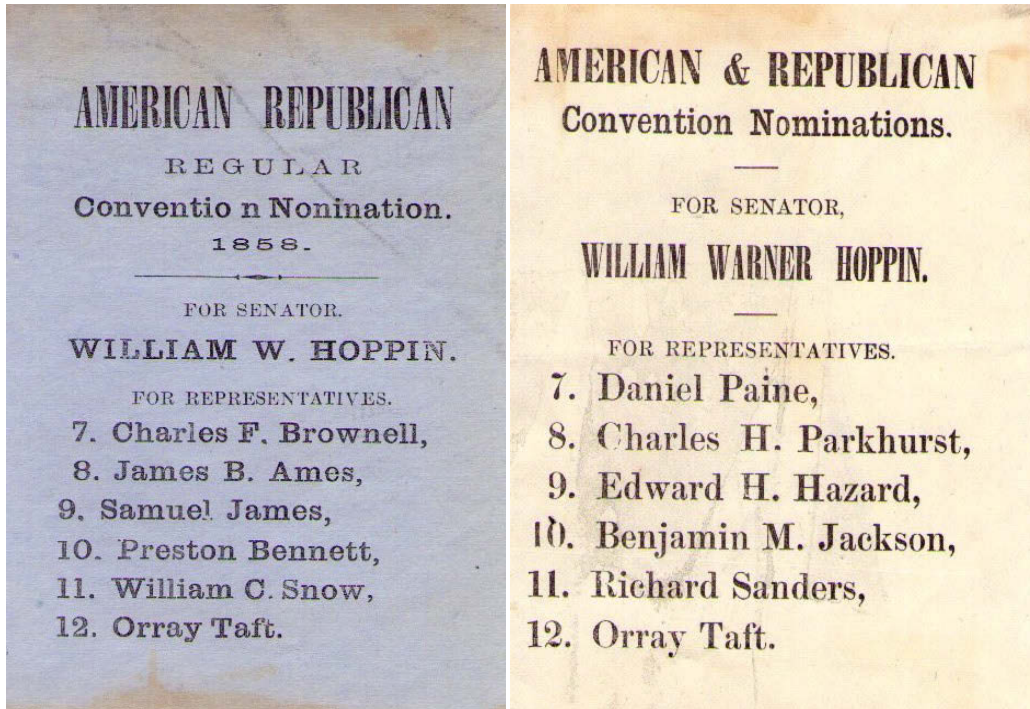 AMERICAN REPUBLICAN
REGULAR
Conventio n Nonination.
1858.
FOR SENATOR.
WILLIAM W. HOPPIN.
FOR REPRESENTATIVES.
7. Charles F. Brownell,
8. James B. Ames,
9. Samuel James,
10. Preston Bennett,
11. William C. Snow,
12. Orray Taft.
AMERICAN & REPUBLICAN
Convention Nominations.
FOR SENATOR,
WILLIAM WARNER HOPPIN.
FOR REPRESENTATIVES.
7. Daniel Paine,
8. Charles H. Parkhurst,
9. Edward H. Hazard,
10. Benjamin M. Jackson,
11. Richard Sanders,
12. Orray Taft.